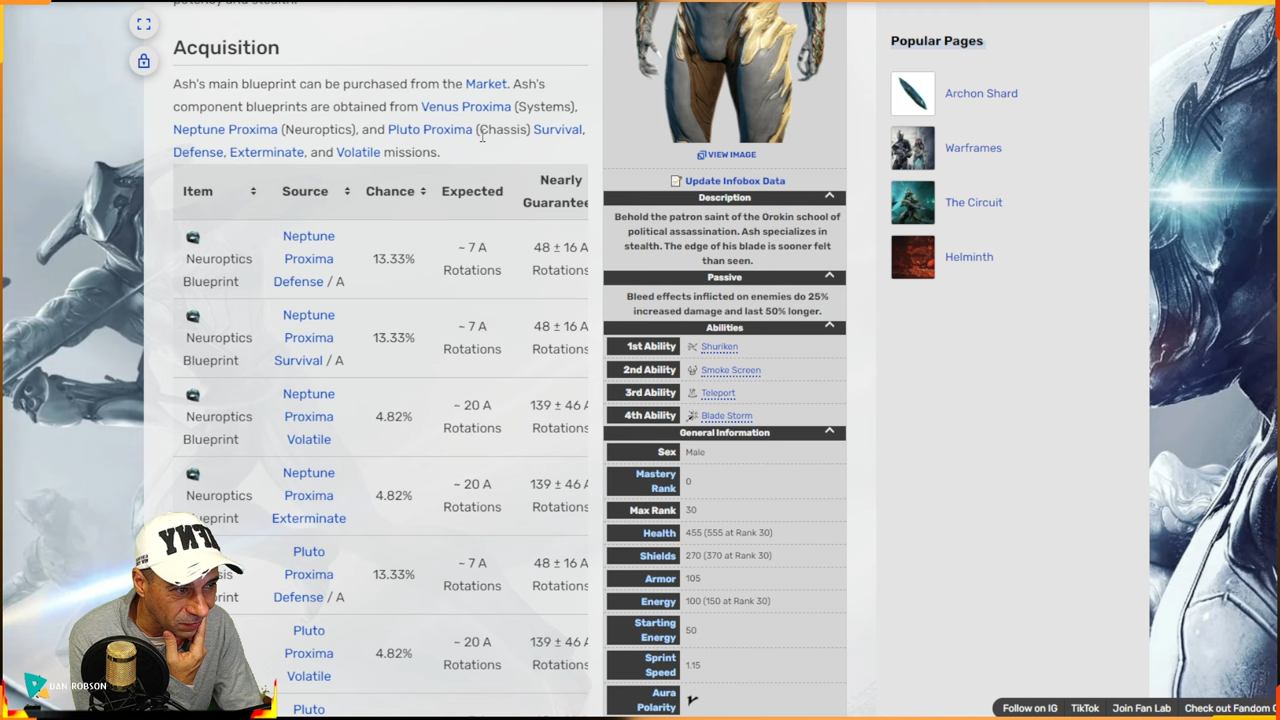 potency and stealth.
Acquisition
Ash's main blueprint can be purchased from the Market. Ash's
component blueprints are obtained from Venus Proxima (Systems),
Neptune Proxima (Neuroptics), and Pluto Proxima (Chassis) Survival,
Defense, Exterminate, and Volatile missions.
Item Source Chance Expected Nearly
Guarantee
Neuroptics
Blueprint
Neptune
Proxima
Defense / A
13.33%
~ 7 A
Rotations
48 ± 16 A
Rotations
Neuroptics
Blueprint
Neptune
Proxima
Survival / A
13.33%
~ 7 A
Rotations
48 ± 16 A
Rotations
Neuroptics
Blueprint
Neptune
Proxima
Volatile
4.82%
~ 20 A
Rotations
139 ± 46 A
Rotations
Neuroptics
eprint
Neptune
Proxima
Exterminate
4.82%
~ 20 A
Rotations
139 ± 46 A
Rotations
sis
print
Pluto
Proxima
Defense / A
13.33%
~ 7 A
Rotations
48 ± 16 A
Rotations
Pluto
Proxima
Volatile
4.82%
~ 20 A
Rotations
139 ± 46 A
Rotations
Pluto
VIEW IMAGE
Update Infobox Data
Description
Behold the patron saint of the Orokin school of
political assassination. Ash specializes in
stealth. The edge of his blade is sooner felt
than seen.
Passive
Bleed effects inflicted on enemies do 25%
increased damage and last 50% longer.
Abilities
1st Ability Shuriken
2nd Ability Smoke Screen
3rd Ability Teleport
4th Ability Blade Storm
General Information
Sex Male
Mastery
Rank 0
Max Rank 30
Health 455 (555 at Rank 30)
Shields 270 (370 at Rank 30)
Armor 105
Energy 100 (150 at Rank 30)
Starting
Energy 50
Sprint
Speed 1.15
Aura
Polarity
Popular Pages
Archon Shard
Warframes
The Circuit
Helminth
Follow on IG TikTok Join Fan Lab Check out Fandom
DAN ROBSON